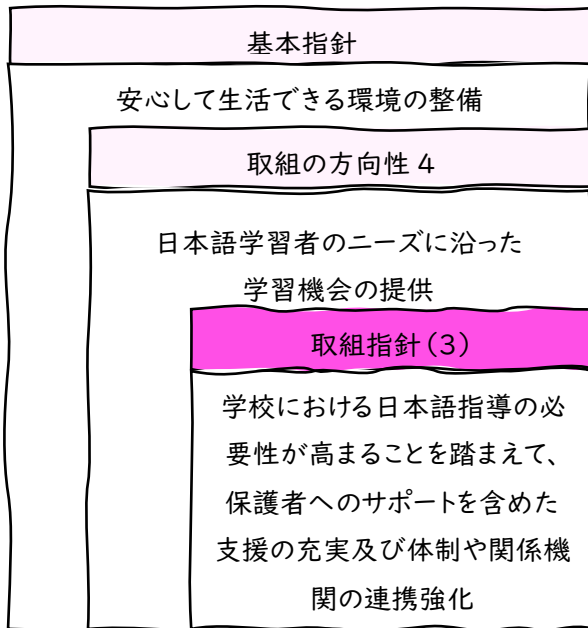 基本指針
安心して生活できる環境の整備
取組の方向性 4
日本語学習者のニーズに沿った
学習機会の提供
取組指針(3)
学校における日本語指導の必
要性が高まることを踏まえて、
保護者へのサポートを含めた
支援の充実及び体制や関係機
関の連携強化